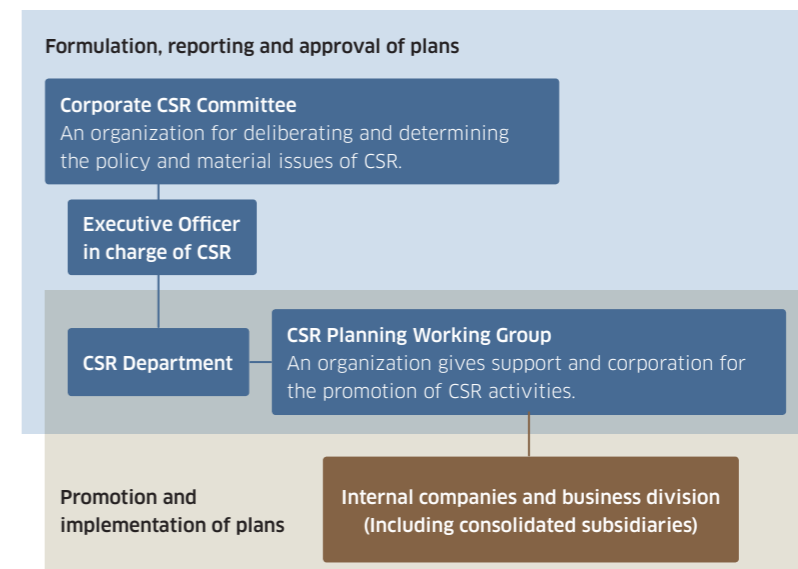 Formulation, reporting and approval of plans
Corporate CSR Committee
An organization for deliberating and determining
the policy and material issues of CSR.
Executive Officer
in charge of CSR
CSR Department
CSR Planning Working Group
An organization gives support and corporation for
the promotion of CSR activities.
Promotion and
implementation of plans
Internal companies and business division
(Including consolidated subsidiaries)